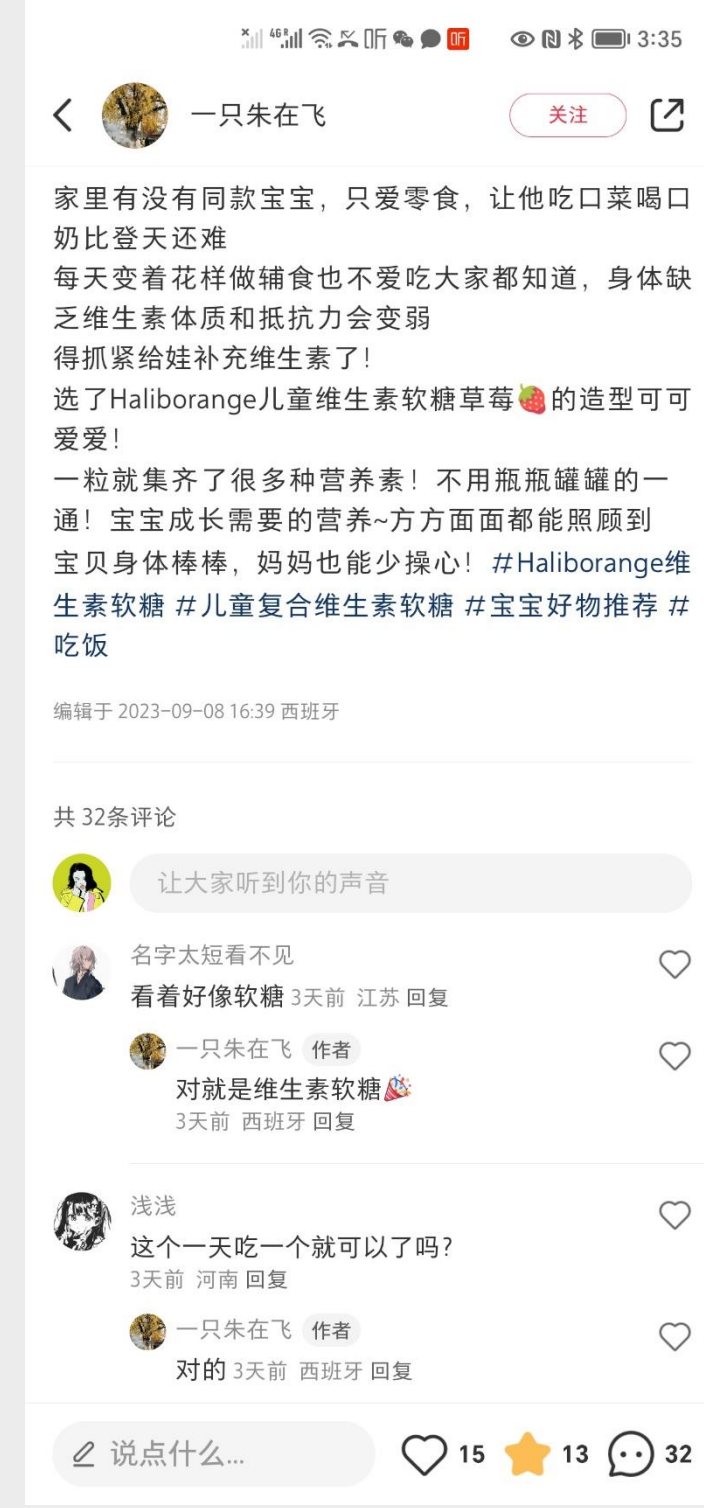 46R 听 听 3:35
一只朱在飞 关注
家里有没有同款宝宝，只爱零食，让他吃口菜喝口
奶比登天还难
每天变着花样做辅食也不爱吃大家都知道，身体缺
乏维生素体质和抵抗力会变弱
得抓紧给娃补充维生素了！
选了Haliborange儿童维生素软糖草莓🍓的造型可可
爱爱！
一粒就集齐了很多种营养素！不用瓶瓶罐罐的一
通！宝宝成长需要的营养~方方面面都能照顾到
宝贝身体棒棒，妈妈也能少操心！#Haliborange维
生素软糖 #儿童复合维生素软糖 #宝宝好物推荐 #
吃饭
编辑于 2023-09-08 16:39 西班牙
共 32条评论
让大家听到你的声音
名字太短看不见
看着好像软糖 3天前 江苏 回复
一只朱在飞 作者
对就是维生素软糖🎉
3天前 西班牙 回复
浅浅
这个一天吃一个就可以了吗?
3天前 河南 回复
一只朱在飞 作者
对的 3天前 西班牙 回复
说点什么... 15 13 32